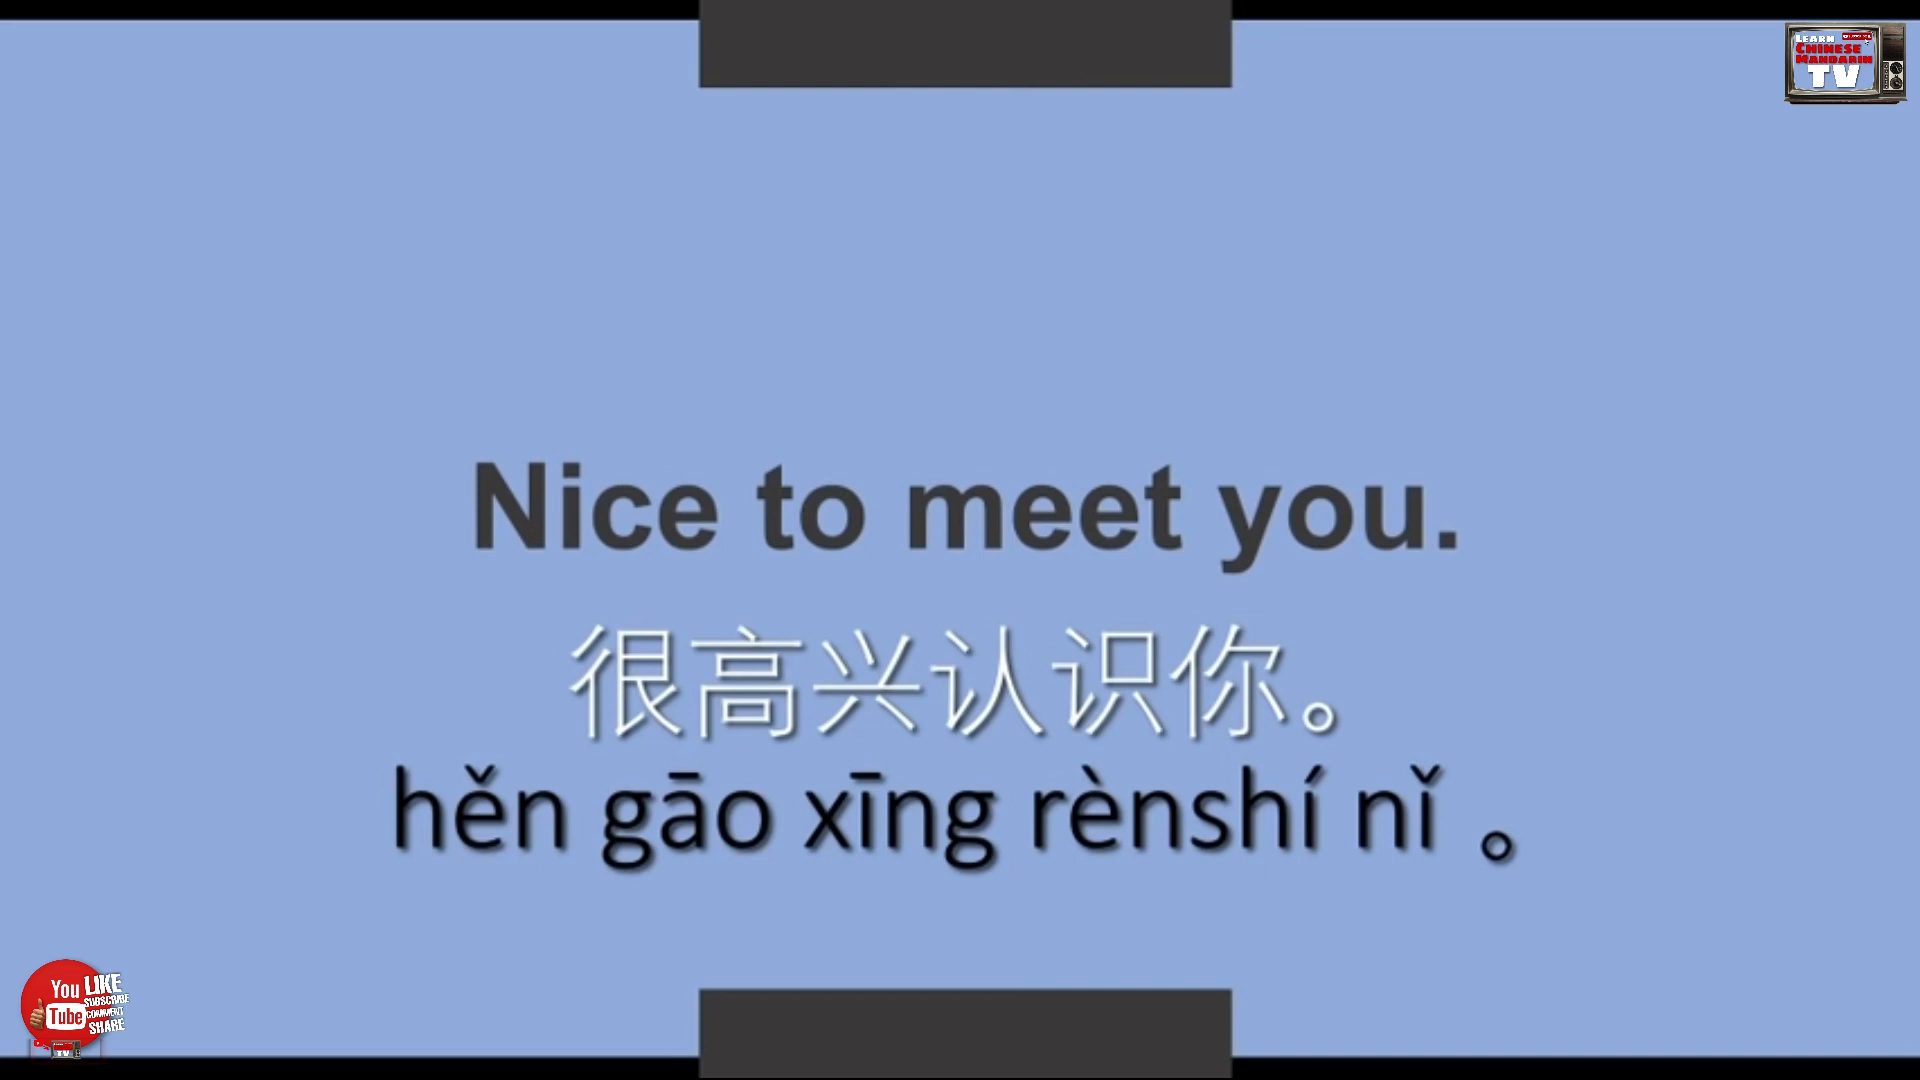 LEARN
CHINESE
MANDARIN
TV
Nice to meet you.
很高兴认识你。
hěn gāo xīng rènshí nǐ 。
You LIKE
SUBSCRIBE
Tube COMMENT
SHARE
TV